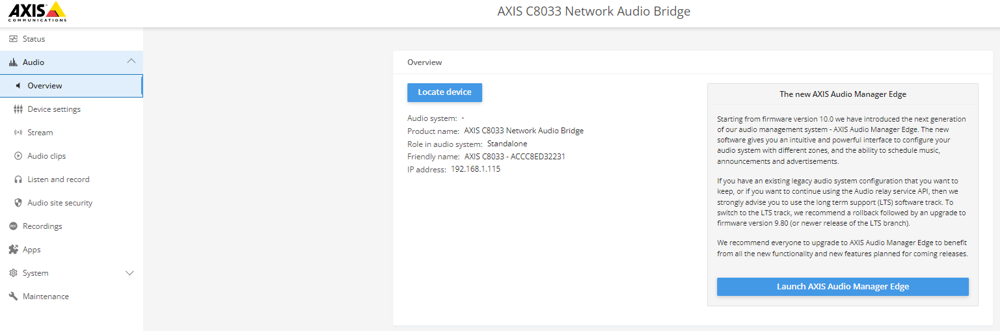 AXIS
COMMUNICATIONS
AXIS C8033 Network Audio Bridge
Status
Audio
Overview
Device settings
Stream
Audio clips
Listen and record
Audio site security
REC
Recordings
Apps
System
Maintenance
Overview
Locate device
Audio system: -
Product name: AXIS C8033 Network Audio Bridge
Role in audio system: Standalone
Friendly name: AXIS C8033 - ACCC8ED32231
IP address: 192.168.1.115
The new AXIS Audio Manager Edge
Starting from firmware version 10.0 we have introduced the next generation
of our audio management system - AXIS Audio Manager Edge. The new
software gives you an intuitive and powerful interface to configure your
audio system with different zones, and the ability to schedule music,
announcements and advertisements.
If you have an existing legacy audio system configuration that you want to
keep, or if you want to continue using the Audio relay service API, then we
strongly advise you to use the long term support (LTS) software track. To
switch to the LTS track, we recommend a rollback followed by an upgrade to
firmware version 9.80 (or newer release of the LTS branch).
We recommend everyone to upgrade to AXIS Audio Manager Edge to benefit
from all the new functionality and new features planned for coming releases.
Launch AXIS Audio Manager Edge